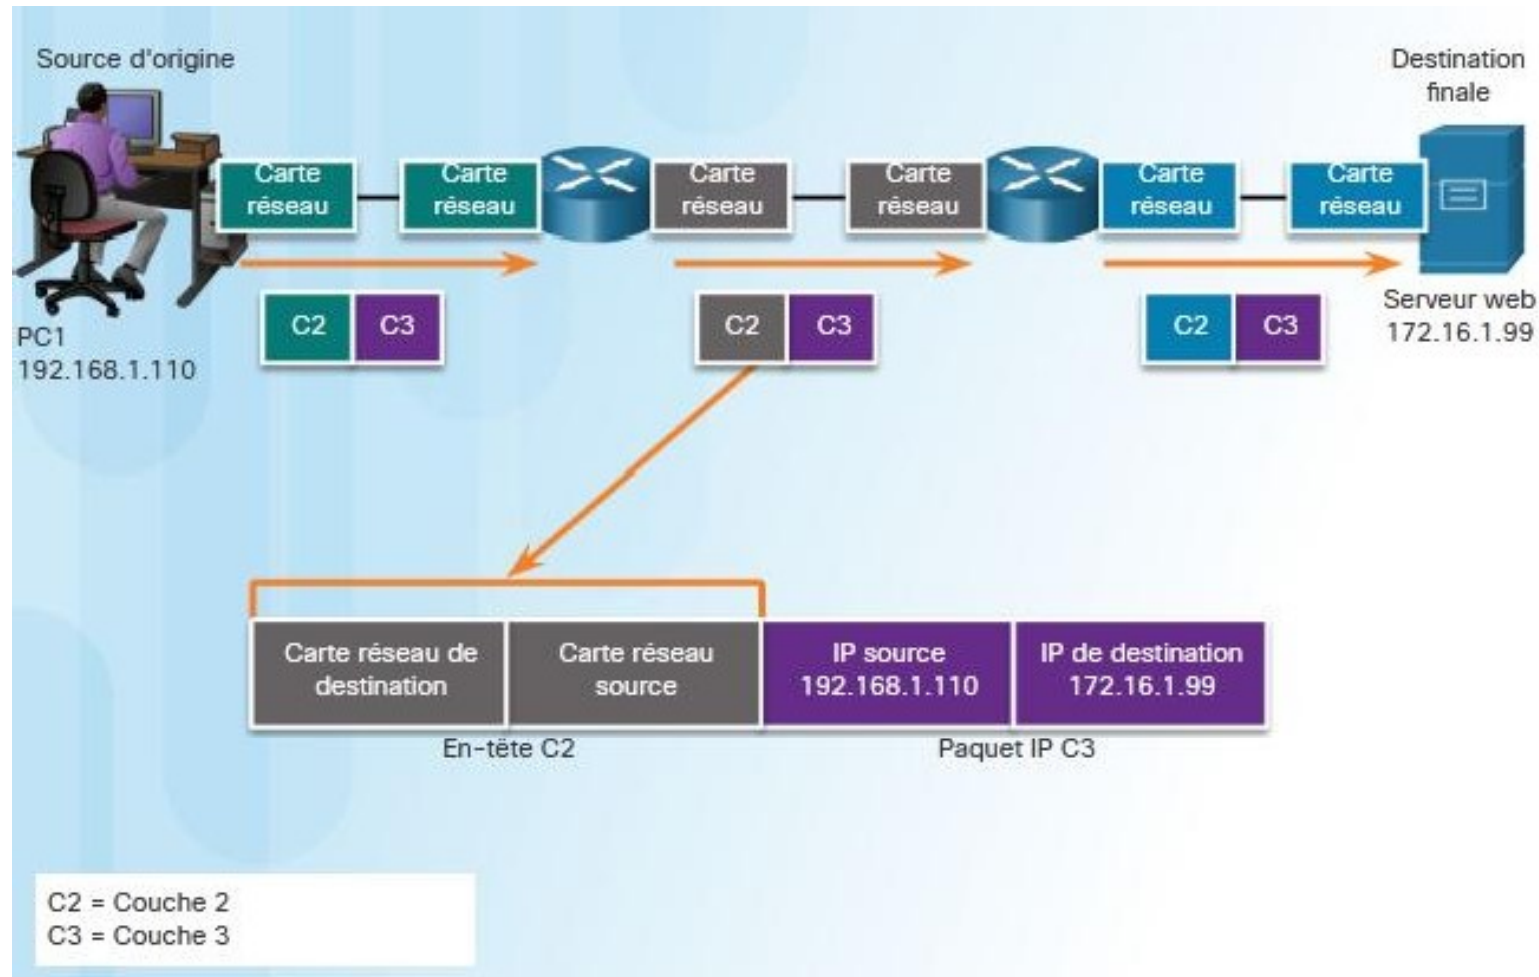 Source d'origine
Destination
finale
Carte
réseau
Carte
réseau
Carte
réseau
Carte
réseau
Carte
réseau
Carte
réseau
C2 C3
C2 C3
C2 C3
PC1
192.168.1.110
Serveur web
172.16.1.99
Carte réseau de
destination
Carte réseau
source
IP source
192.168.1.110
IP de destination
172.16.1.99
En-tête C2
Paquet IP C3
C2 = Couche 2
C3 = Couche 3